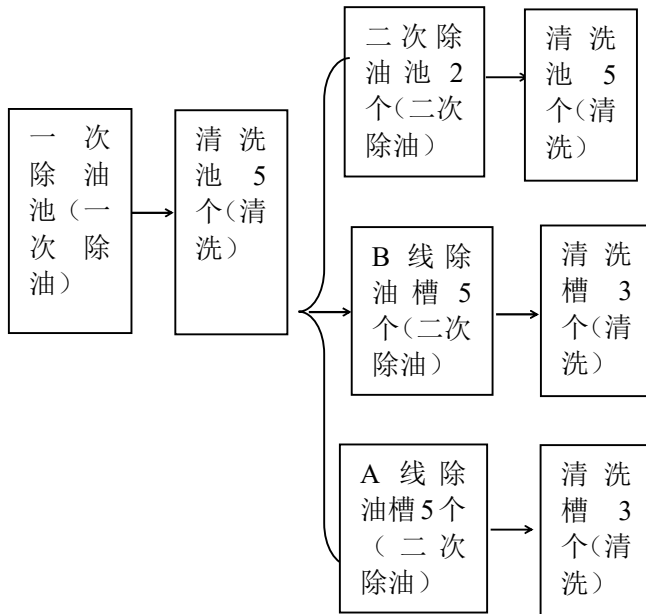 一次
除油
池（一
次除
油）
清洗
池 5
个（清
洗）
二次除
油池 2
个（二次
除油）
清洗
池 5
个（清
洗）
B 线除
油槽 5
个（二次
除油）
清洗
槽 3
个（清
洗）
A 线除
油槽 5 个
（二次
除油）
清洗
槽 3
个（清
洗）